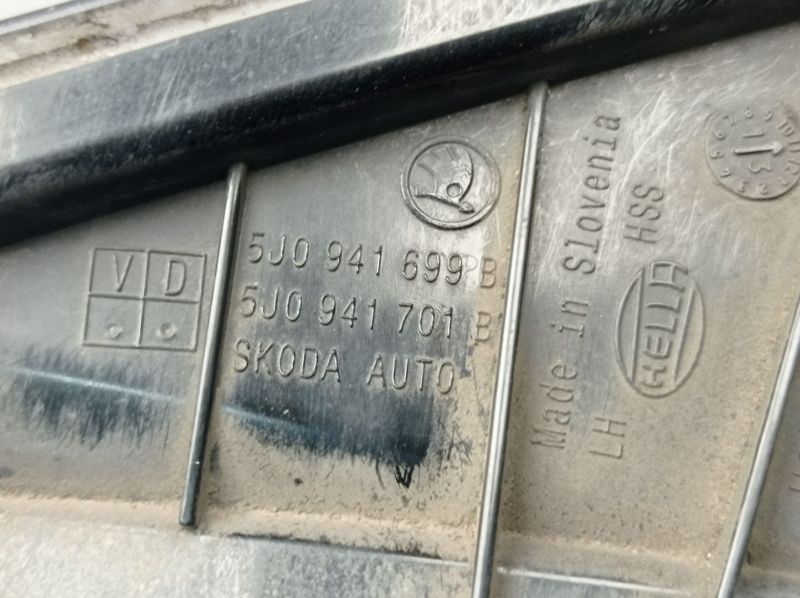 V D
5J0 941 699 B
5J0 941 701 B
SKODA AUTO
Made in Slovenia
LH
HSS
HELLA